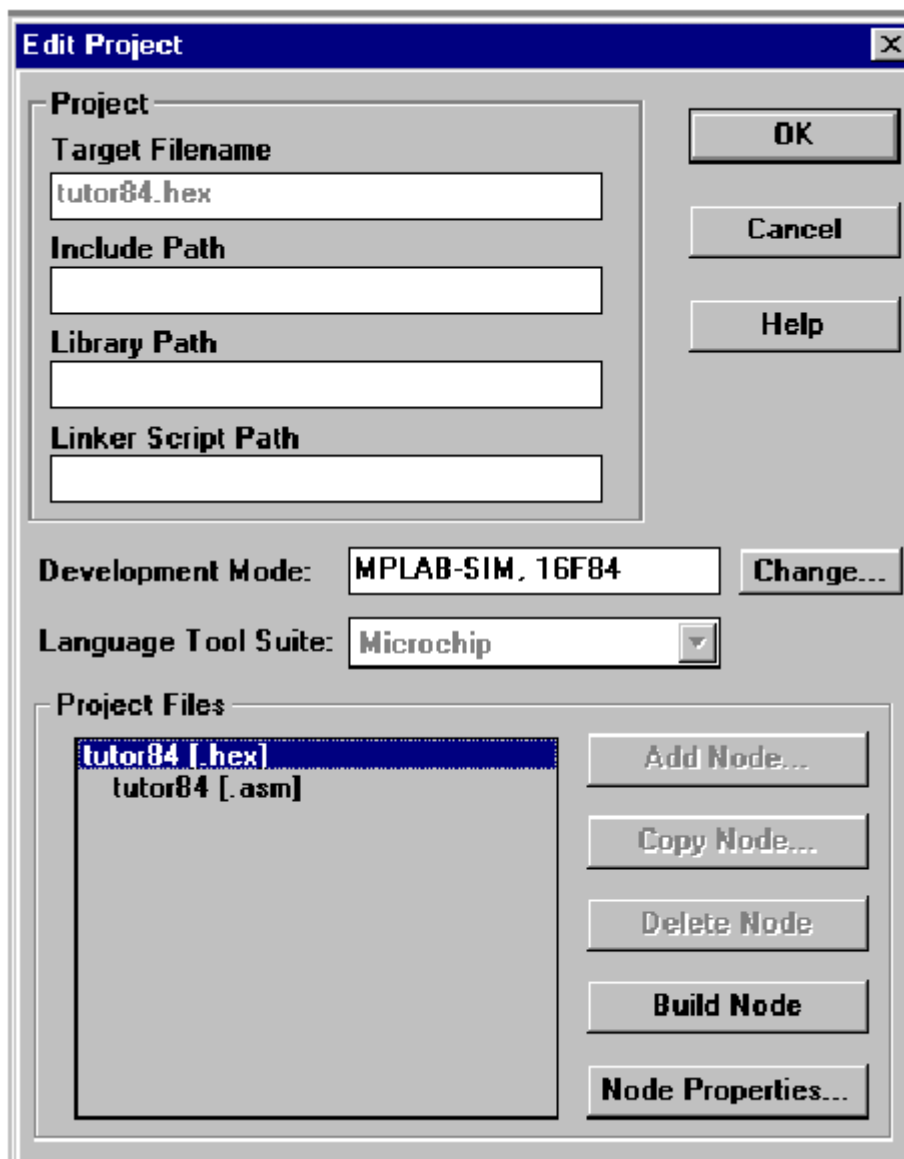 Edit Project
Project
Target Filename
tutor84.hex
Include Path
Library Path
Linker Script Path
OK
Cancel
Help
Development Mode: MPLAB-SIM, 16F84 Change...
Language Tool Suite: Microchip
Project Files
tutor84 [.hex]
tutor84 [.asm]
Add Node...
Copy Node...
Delete Node
Build Node
Node Properties...